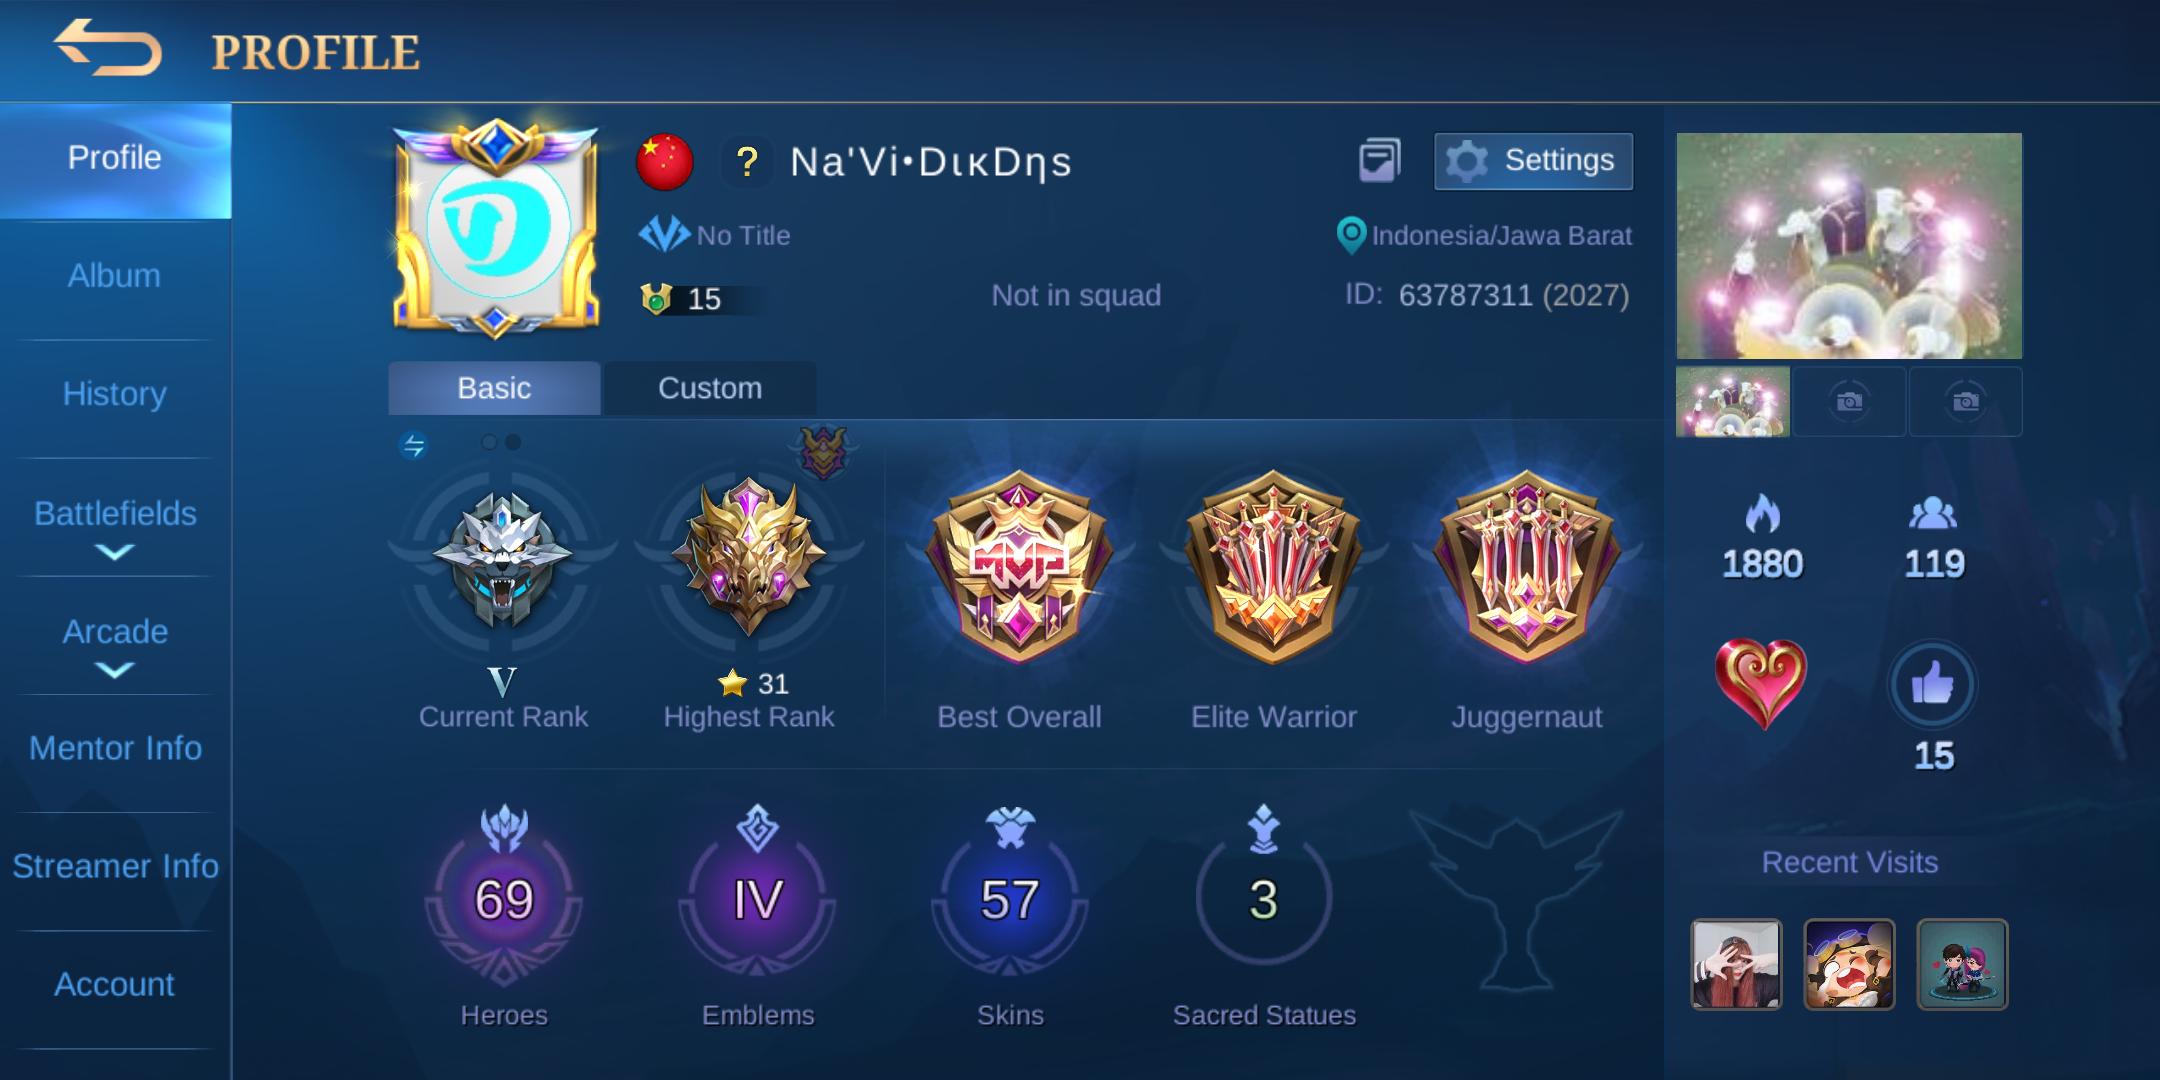 PROFILE
Profile
Album
History
Battlefields
Arcade
Mentor Info
Streamer Info
Account
? Na'Vi•DικDηs
Settings
No Title
Indonesia/Jawa Barat
15
Not in squad
ID: 63787311 (2027)
Basic
Custom
MVP
V
31
Current Rank
Highest Rank
Best Overall
Elite Warrior
Juggernaut
69
IV
57
3
Heroes
Emblems
Skins
Sacred Statues
1880
119
15
Recent Visits